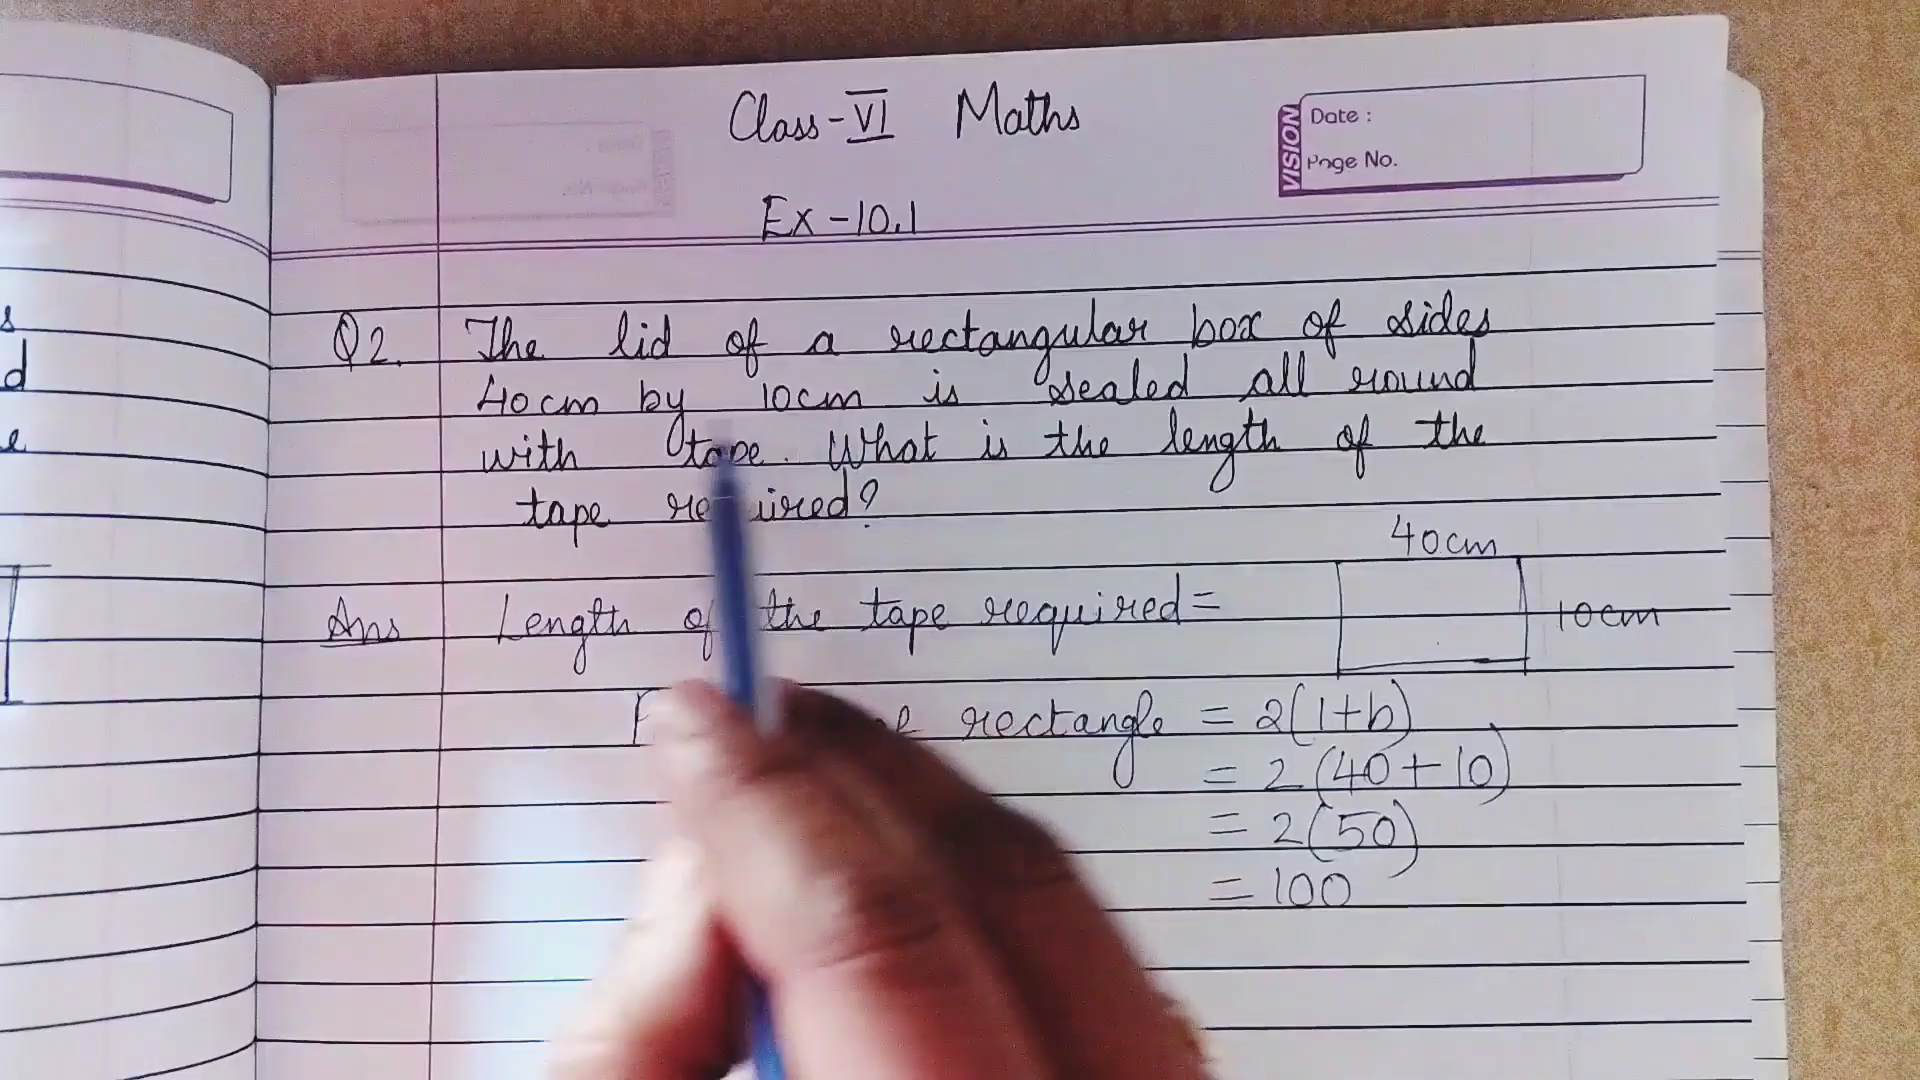 Class-VI Maths
VISION
Date :
Page No.
Ex-10.1
Q2. The lid of a rectangular box of sides
40cm by 10cm is sealed all round
with tape. What is the length of the
tape required?
40cm
Ans Length of the tape required=
10cm
rectangle = 2(l+b)
= 2(40+10)
= 2(50)
= 100
s
d
e